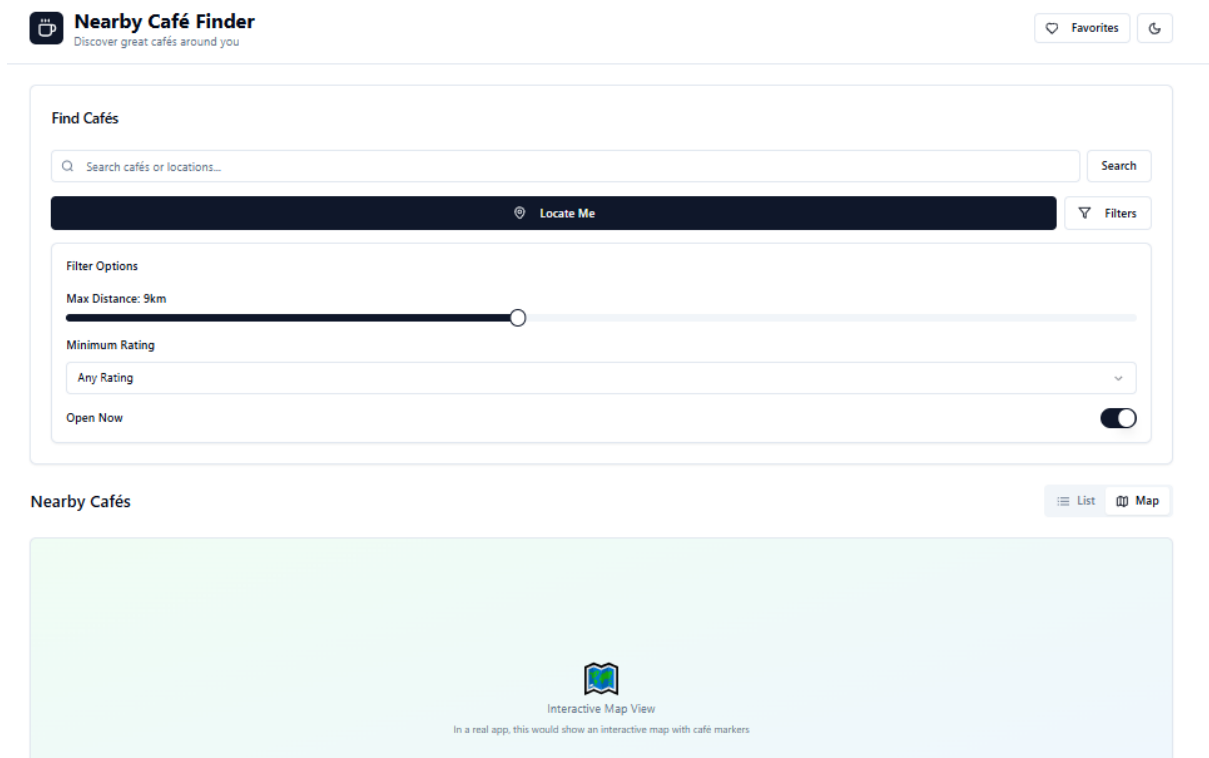 Nearby Café Finder
Discover great cafés around you
Favorites
Find Cafés
Search cafés or locations...
Search
Locate Me
Filters
Filter Options
Max Distance: 9km
Minimum Rating
Any Rating
Open Now
Nearby Cafés
List
Map
Interactive Map View
In a real app, this would show an interactive map with café markers